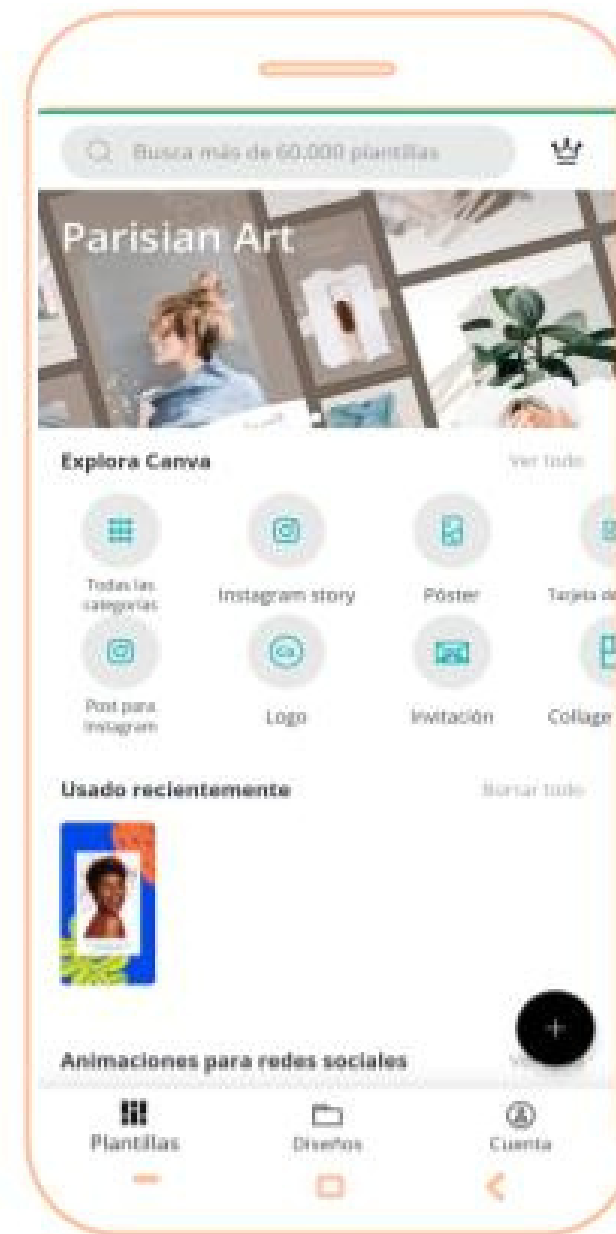 Busca más de 60.000 plantillas
Parisian Art
Explora Canva
Ver todo
Todas las
categorías
Instagram story
Póster
Tarjeta de
Post para
Instagram
Logo
Invitación
Collage
Usado recientemente
Borrar todo
Animaciones para redes sociales
Plantillas
Diseños
Cuenta